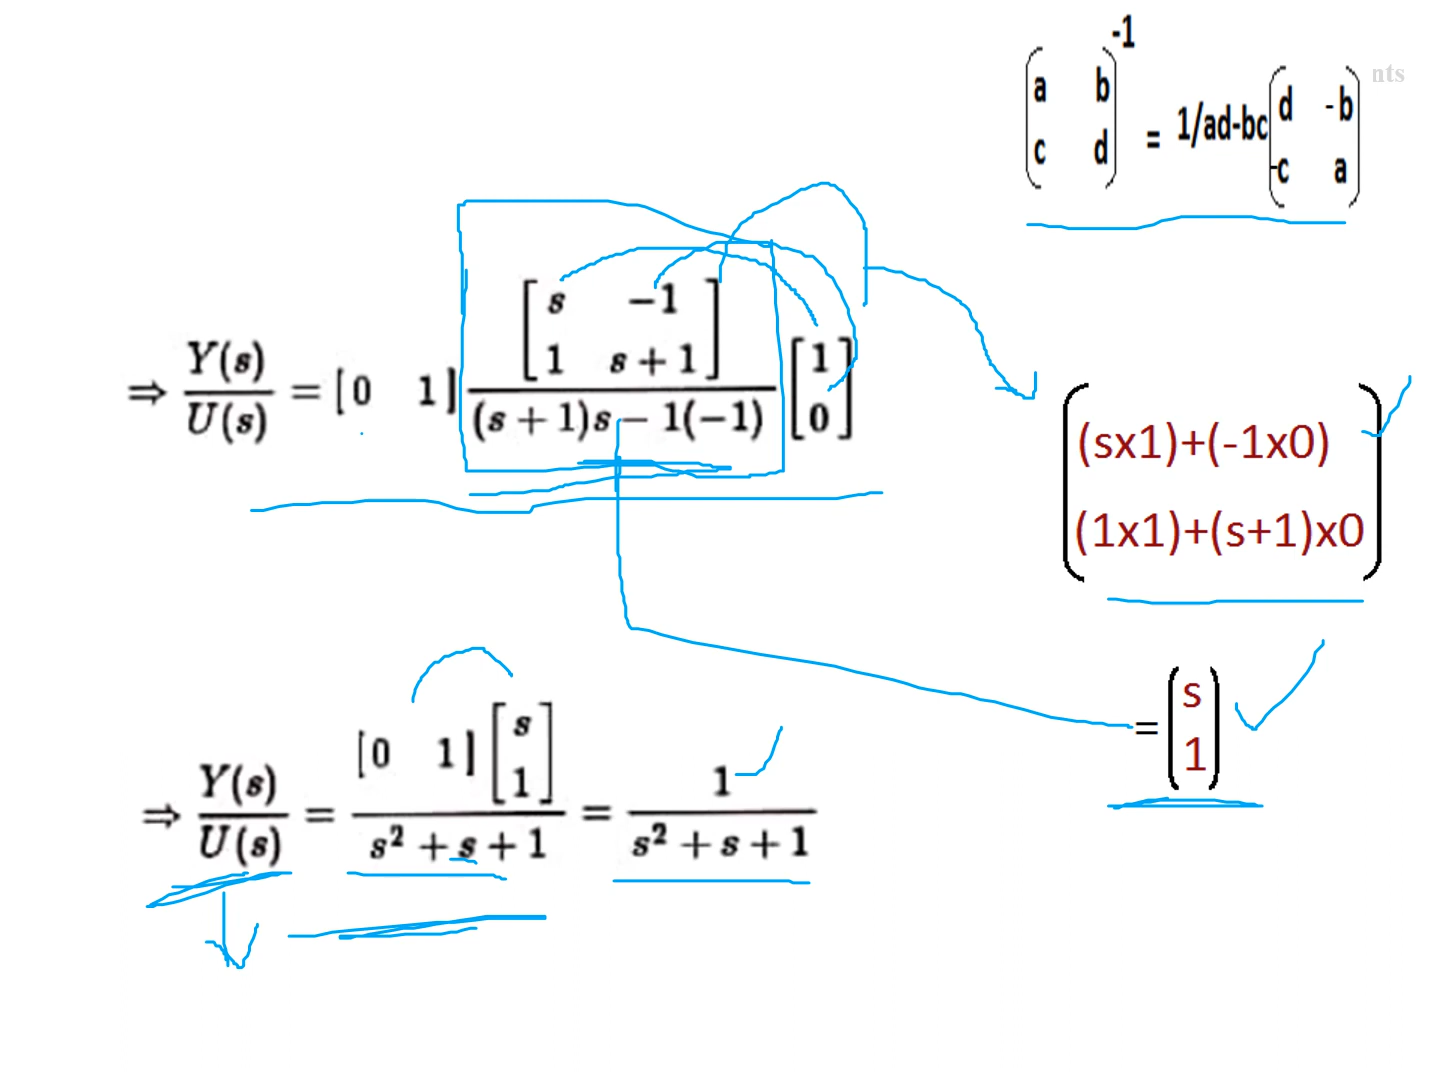 (a b; c d)^-1 = 1/ad-bc (d -b; -c a)
nts
⇒ Y(s)/U(s) = [0 1] [s -1; 1 s+1]/((s+1)s-1(-1)) [1; 0]
(sx1)+(-1x0)
(1x1)+(s+1)x0
= (s; 1)
⇒ Y(s)/U(s) = [0 1][s; 1]/(s²+s+1) = 1/(s²+s+1)